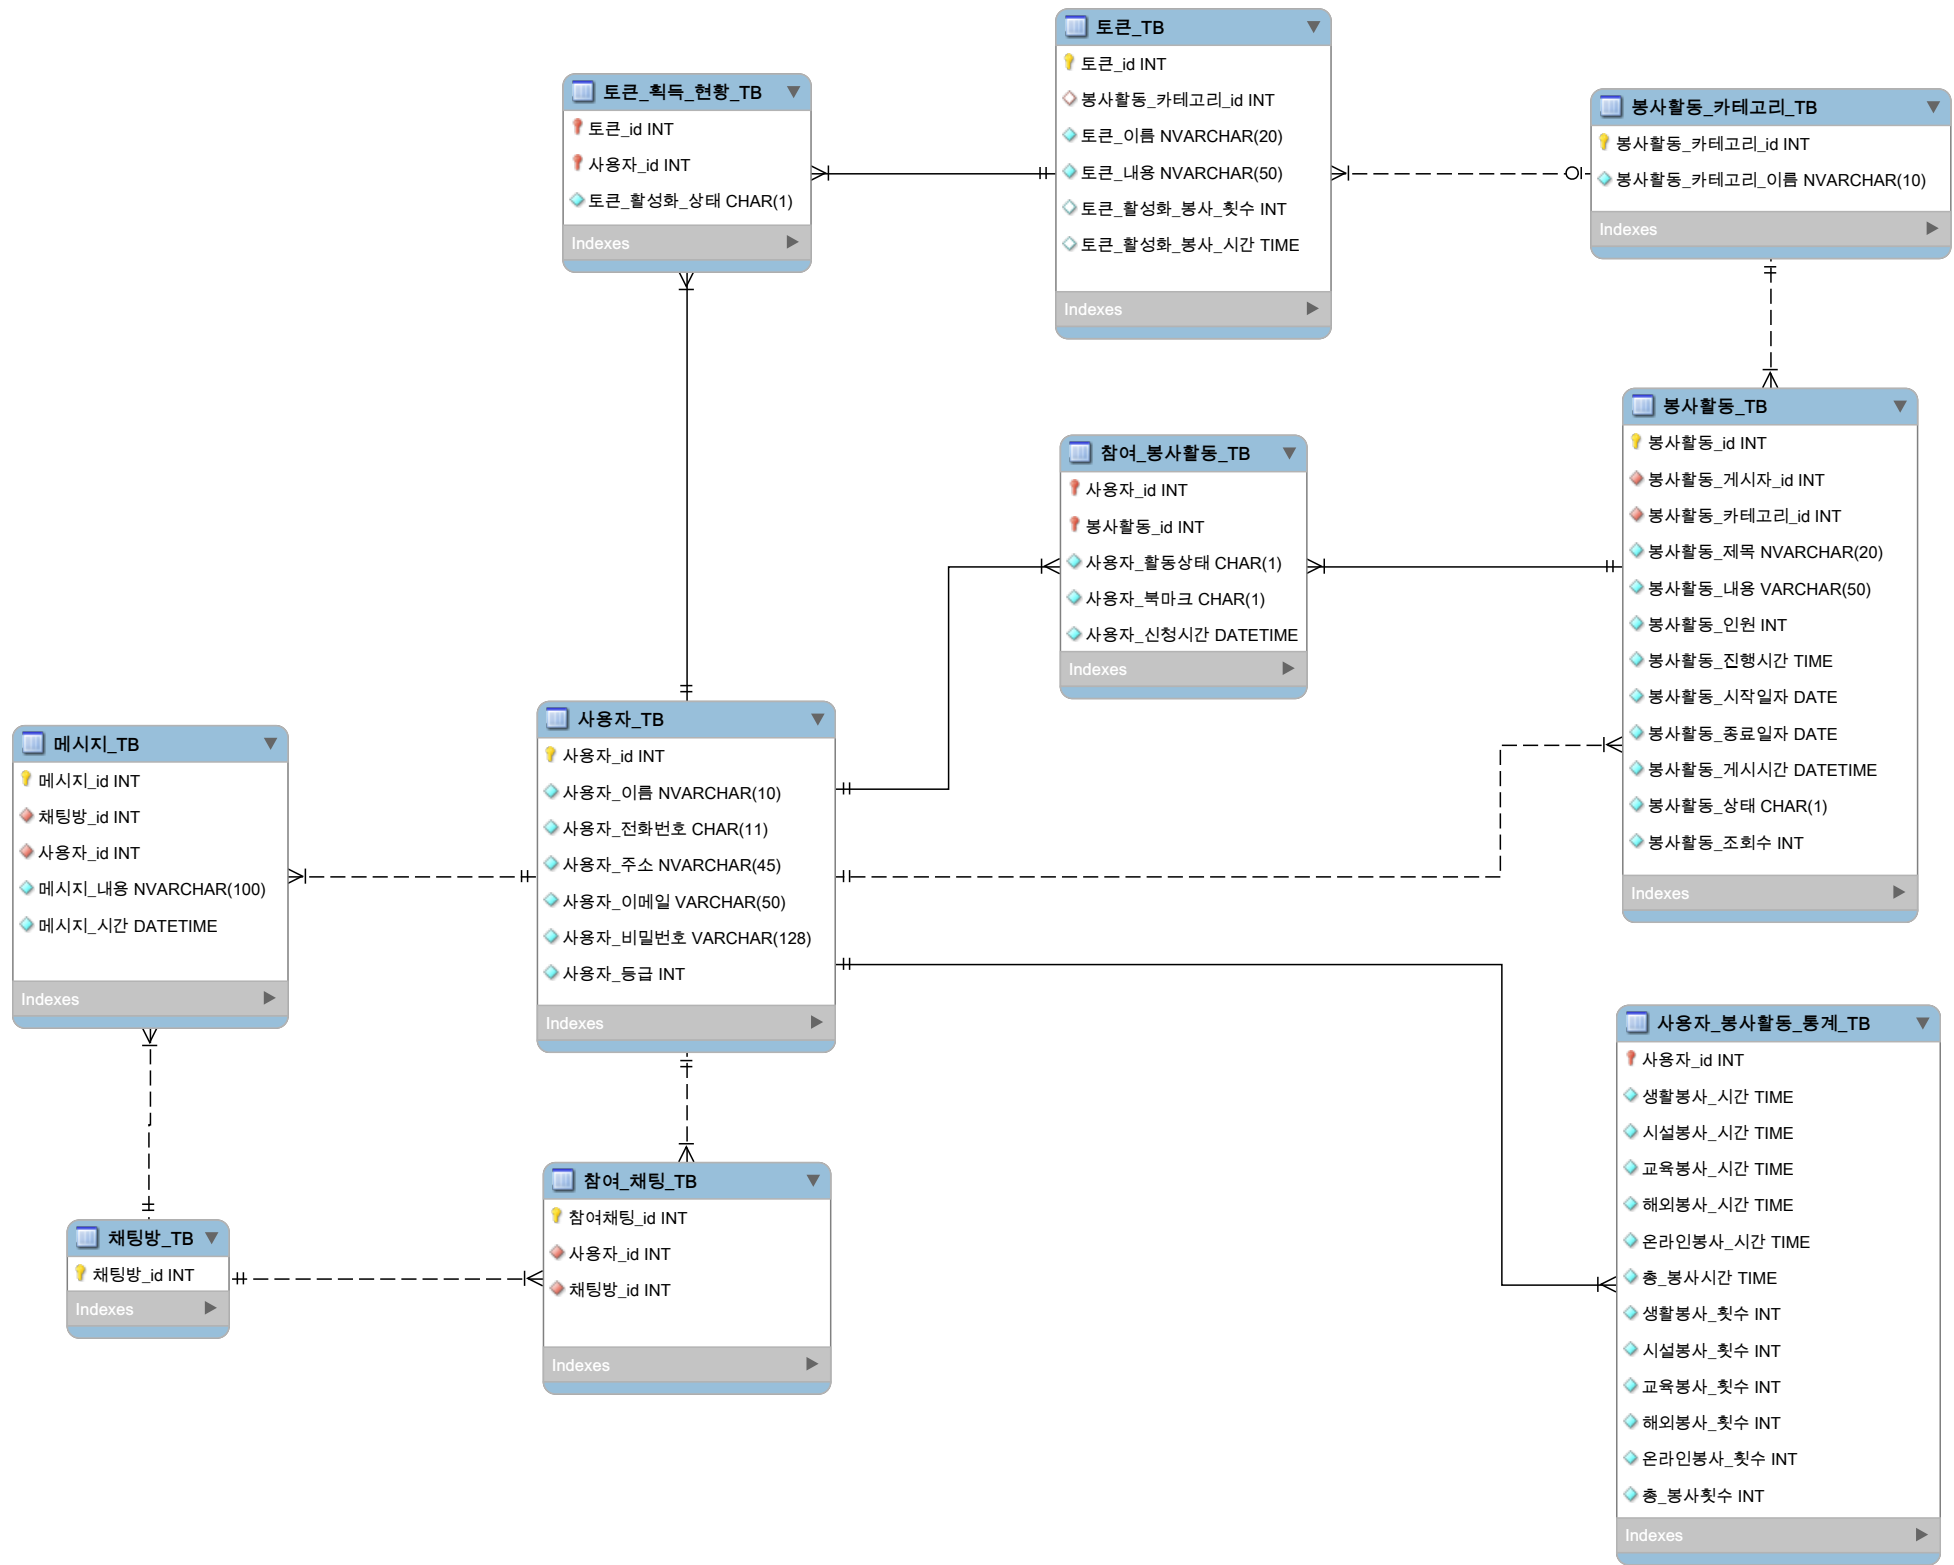 토큰_TB
토큰_id INT
봉사활동_카테고리_id INT
토큰_이름 NVARCHAR(20)
토큰_내용 NVARCHAR(50)
토큰_활성화_봉사_횟수 INT
토큰_활성화_봉사_시간 TIME
Indexes
토큰_획득_현황_TB
토큰_id INT
사용자_id INT
토큰_활성화_상태 CHAR(1)
Indexes
봉사활동_카테고리_TB
봉사활동_카테고리_id INT
봉사활동_카테고리_이름 NVARCHAR(10)
Indexes
봉사활동_TB
봉사활동_id INT
봉사활동_게시자_id INT
봉사활동_카테고리_id INT
봉사활동_제목 NVARCHAR(20)
봉사활동_내용 VARCHAR(50)
봉사활동_인원 INT
봉사활동_진행시간 TIME
봉사활동_시작일자 DATE
봉사활동_종료일자 DATE
봉사활동_게시시간 DATETIME
봉사활동_상태 CHAR(1)
봉사활동_조회수 INT
Indexes
참여_봉사활동_TB
사용자_id INT
봉사활동_id INT
사용자_활동상태 CHAR(1)
사용자_북마크 CHAR(1)
사용자_신청시간 DATETIME
Indexes
사용자_TB
사용자_id INT
사용자_이름 NVARCHAR(10)
사용자_전화번호 CHAR(11)
사용자_주소 NVARCHAR(45)
사용자_이메일 VARCHAR(50)
사용자_비밀번호 VARCHAR(128)
사용자_등급 INT
Indexes
메시지_TB
메시지_id INT
채팅방_id INT
사용자_id INT
메시지_내용 NVARCHAR(100)
메시지_시간 DATETIME
Indexes
채팅방_TB
채팅방_id INT
Indexes
참여_채팅_TB
참여채팅_id INT
사용자_id INT
채팅방_id INT
Indexes
사용자_봉사활동_통계_TB
사용자_id INT
생활봉사_시간 TIME
시설봉사_시간 TIME
교육봉사_시간 TIME
해외봉사_시간 TIME
온라인봉사_시간 TIME
총_봉사시간 TIME
생활봉사_횟수 INT
시설봉사_횟수 INT
교육봉사_횟수 INT
해외봉사_횟수 INT
온라인봉사_횟수 INT
총_봉사횟수 INT
Indexes